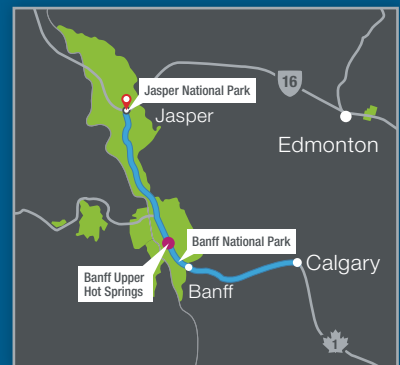 Jasper National Park
16
Jasper
Edmonton
Banff National Park
Calgary
Banff Upper
Hot Springs
Banff
1